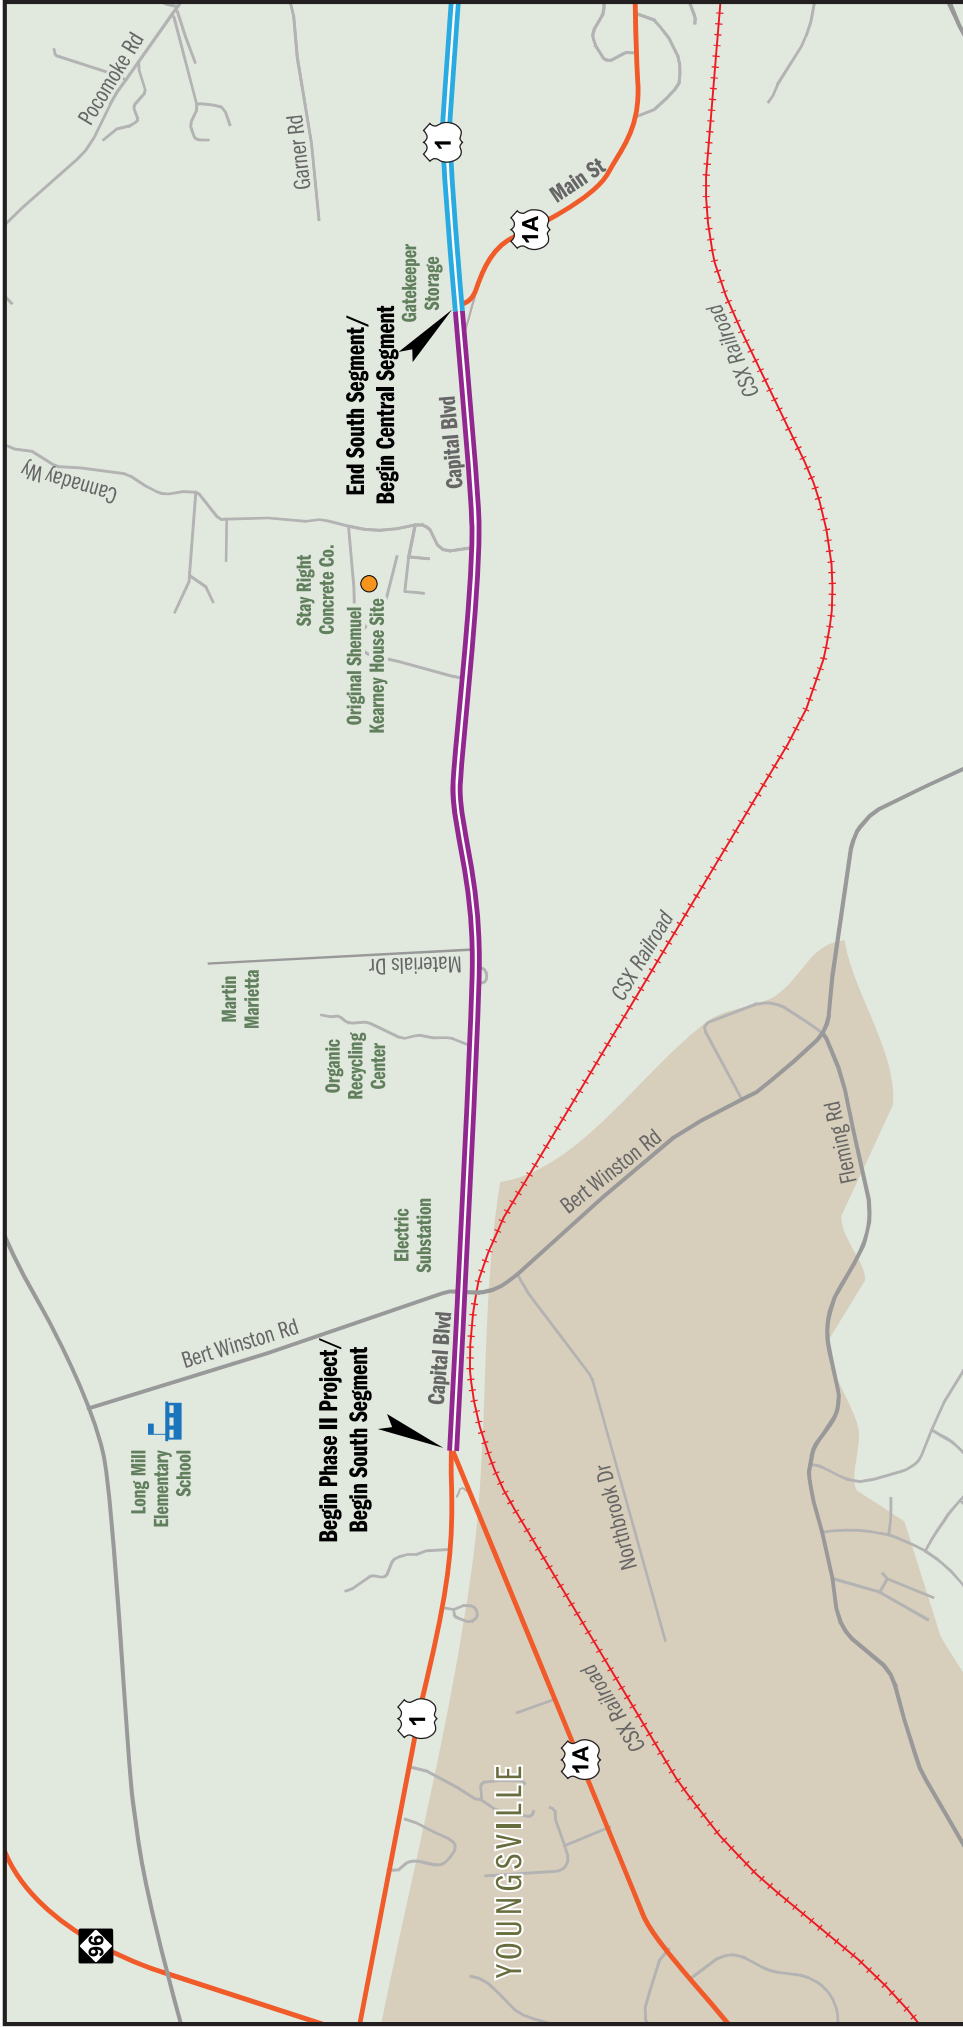 Pocomoke Rd
Garner Rd
1
Main St
1A
Gatekeeper
Storage
End South Segment/
Begin Central Segment
CSX Railroad
Capital Blvd
Cannaday Wy
Stay Right
Concrete Co.
Original Shemuel
Kearney House Site
CSX Railroad
Materials Dr
Martin
Marietta
Organic
Recycling
Center
Bert Winston Rd
Fleming Rd
Electric
Substation
Bert Winston Rd
Capital Blvd
Begin Phase II Project/
Begin South Segment
Long Mill
Elementary
School
Northbrook Dr
CSX Railroad
1
1A
YOUNGSVILLE
96